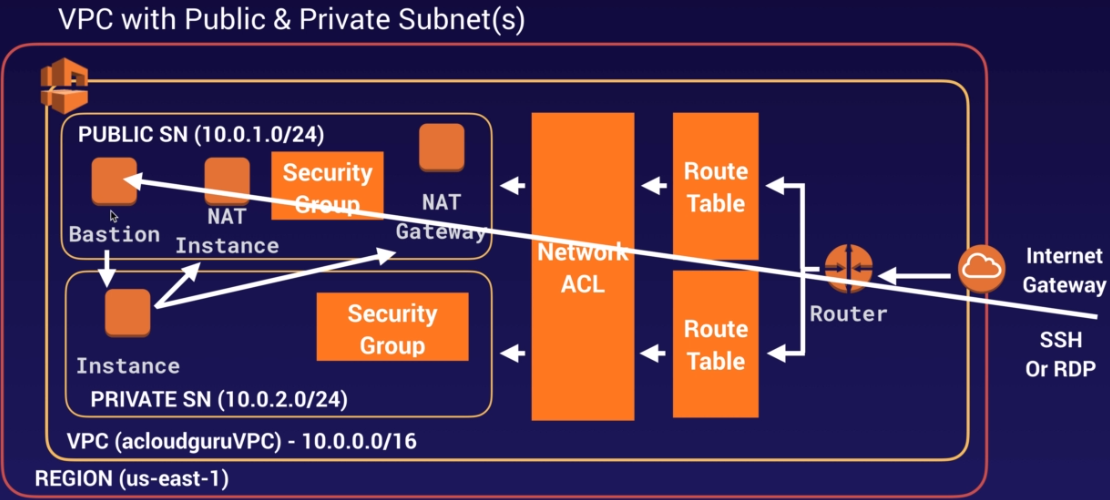 VPC with Public & Private Subnet(s)
PUBLIC SN (10.0.1.0/24)
Bastion
NAT
Instance
Security
Group
NAT
Gateway
Instance
Security
Group
PRIVATE SN (10.0.2.0/24)
Network
ACL
Route
Table
Route
Table
Router
Internet
Gateway
SSH
Or RDP
VPC (acloudguruVPC) - 10.0.0.0/16
REGION (us-east-1)